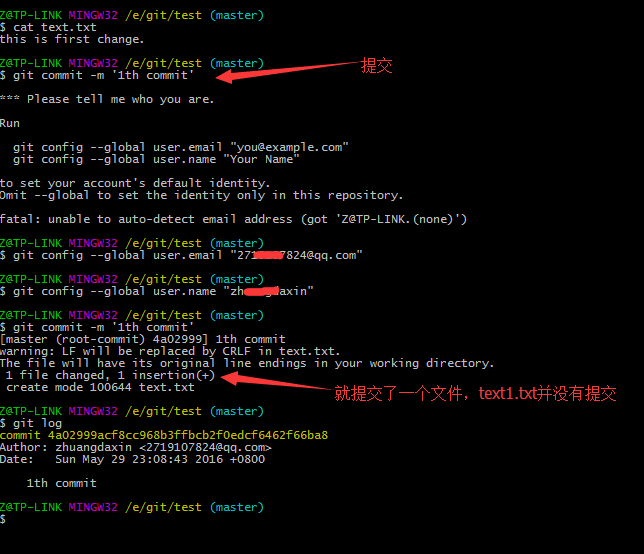 Z@TP-LINK MINGW32 /e/git/test (master)
$ cat text.txt
this is first change.
Z@TP-LINK MINGW32 /e/git/test (master)
$ git commit -m '1th commit'
提交
*** Please tell me who you are.
Run
git config --global user.email "you@example.com"
git config --global user.name "Your Name"
to set your account's default identity.
Omit --global to set the identity only in this repository.
fatal: unable to auto-detect email address (got 'Z@TP-LINK.(none)')
Z@TP-LINK MINGW32 /e/git/test (master)
$ git config --global user.email "271 7824@qq.com"
Z@TP-LINK MINGW32 /e/git/test (master)
$ git config --global user.name "zh gdaxin"
Z@TP-LINK MINGW32 /e/git/test (master)
$ git commit -m '1th commit'
[master (root-commit) 4a02999] 1th commit
warning: LF will be replaced by CRLF in text.txt.
The file will have its original line endings in your working directory.
1 file changed, 1 insertion(+)
create mode 100644 text.txt
就提交了一个文件，text1.txt并没有提交
Z@TP-LINK MINGW32 /e/git/test (master)
$ git log
commit 4a02999acf8cc968b3ffbcb2f0edcf6462f66ba8
Author: zhuangdaxin <2719107824@qq.com>
Date:   Sun May 29 23:08:43 2016 +0800
1th commit
Z@TP-LINK MINGW32 /e/git/test (master)
$